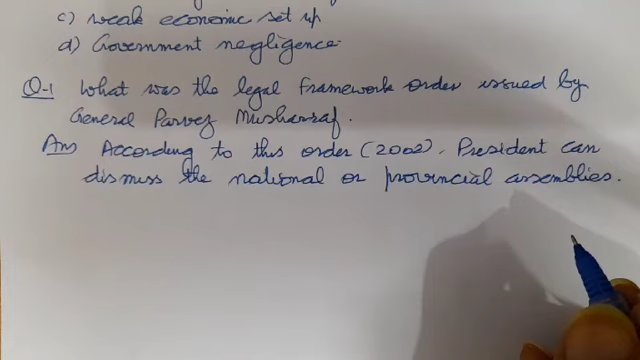 c) weak economic set up
d) Government negligence.
Q-1 What was the legal framework order issued by
General Parvez Musharraf.
Ans According to this order (2002), President can
dismiss the national or provincial assemblies.